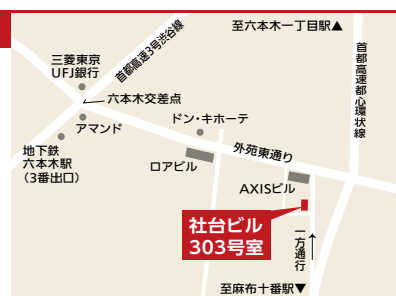 至六本木一丁目駅▲
三菱東京
UFJ銀行
首都高速3号渋谷線
首都高速都心環状線
六本木交差点
アマンド
ドン・キホーテ
地下鉄
六本木駅
（3番出口）
ロアビル
外苑東通り
AXISビル
社台ビル
303号室
一方通行
至麻布十番駅▼